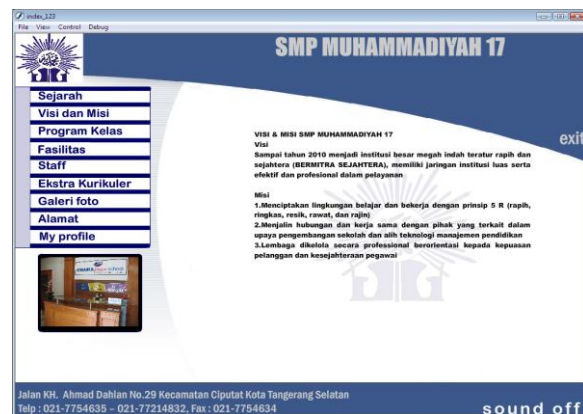 index_123
File View Control Debug
SMP MUHAMMADIYAH 17
Sejarah
Visi dan Misi
Program Kelas
Fasilitas
Staff
Ekstra Kurikuler
Galeri foto
Alamat
My profile
exit
VISI & MISI SMP MUHAMMADIYAH 17
Visi
Sampai tahun 2010 menjadi institusi besar megah indah teratur rapih dan
sejahtera (BERMITRA SEJAHTERA), memiliki jaringan institusi luas serta
efektif dan profesional dalam pelayanan
Misi
1.Menciptakan lingkungan belajar dan bekerja dengan prinsip 5 R (rapih,
ringkas, resik, rawat, dan rajin)
2.Menjalin hubungan dan kerja sama dengan pihak yang terkait dalam
upaya pengembangan sekolah dan alih teknologi manajemen pendidikan
3.Lembaga dikelola secara professional berorientasi kepada kepuasan
pelanggan dan kesejahteraan pegawai
Jalan KH. Ahmad Dahlan No.29 Kecamatan Ciputat Kota Tangerang Selatan
Telp : 021-7754635 – 021-77214832, Fax : 021-7754634
sound off